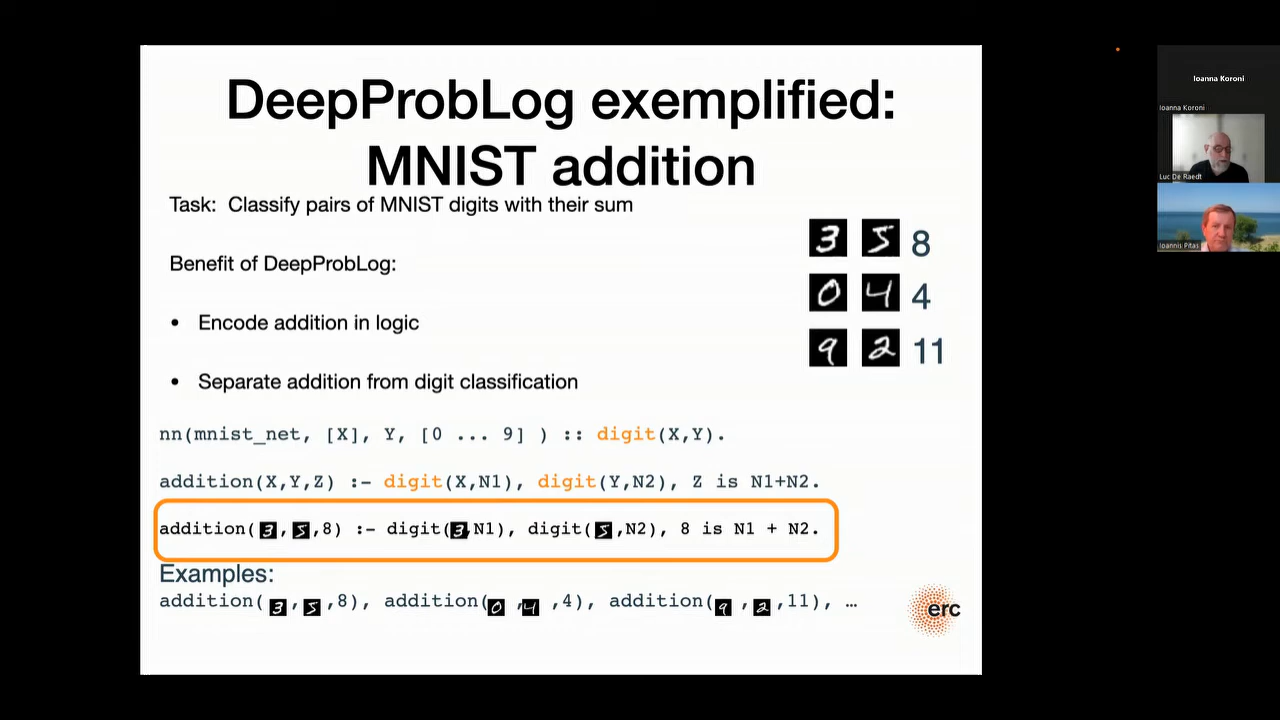 DeepProbLog exemplified:
MNIST addition
Task: Classify pairs of MNIST digits with their sum
3 5 8
Benefit of DeepProbLog:
0 4 4
• Encode addition in logic
9 2 11
• Separate addition from digit classification
nn(mnist_net, [X], Y, [0 ... 9] ) :: digit(X,Y).
addition(X,Y,Z) :- digit(X,N1), digit(Y,N2), Z is N1+N2.
addition(3,5,8) :- digit(3,N1), digit(5,N2), 8 is N1 + N2.
Examples:
addition(3,5,8), addition(0,4,4), addition(9,2,11), …
erc
Ioanna Koroni
Ioanna Koroni
Luc De Raedt
Ioannis Pitas